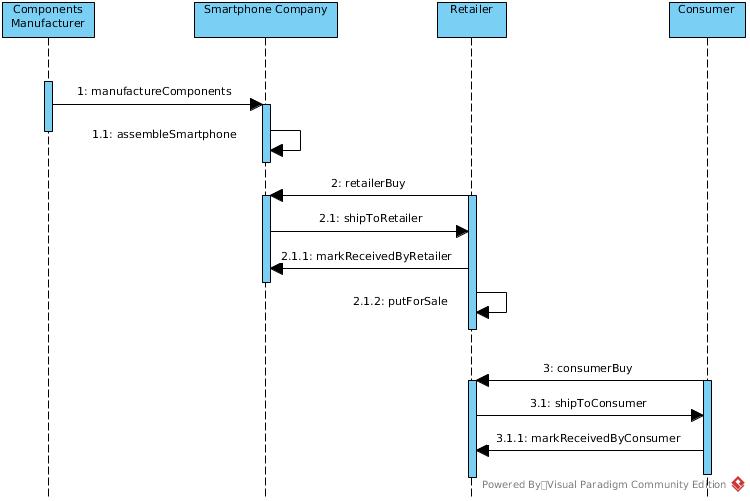 Components
Manufacturer
Smartphone Company
Retailer
Consumer
1: manufactureComponents
1.1: assembleSmartphone
2: retailerBuy
2.1: shipToRetailer
2.1.1: markReceivedByRetailer
2.1.2: putForSale
3: consumerBuy
3.1: shipToConsumer
3.1.1: markReceivedByConsumer
Powered By Visual Paradigm Community Edition